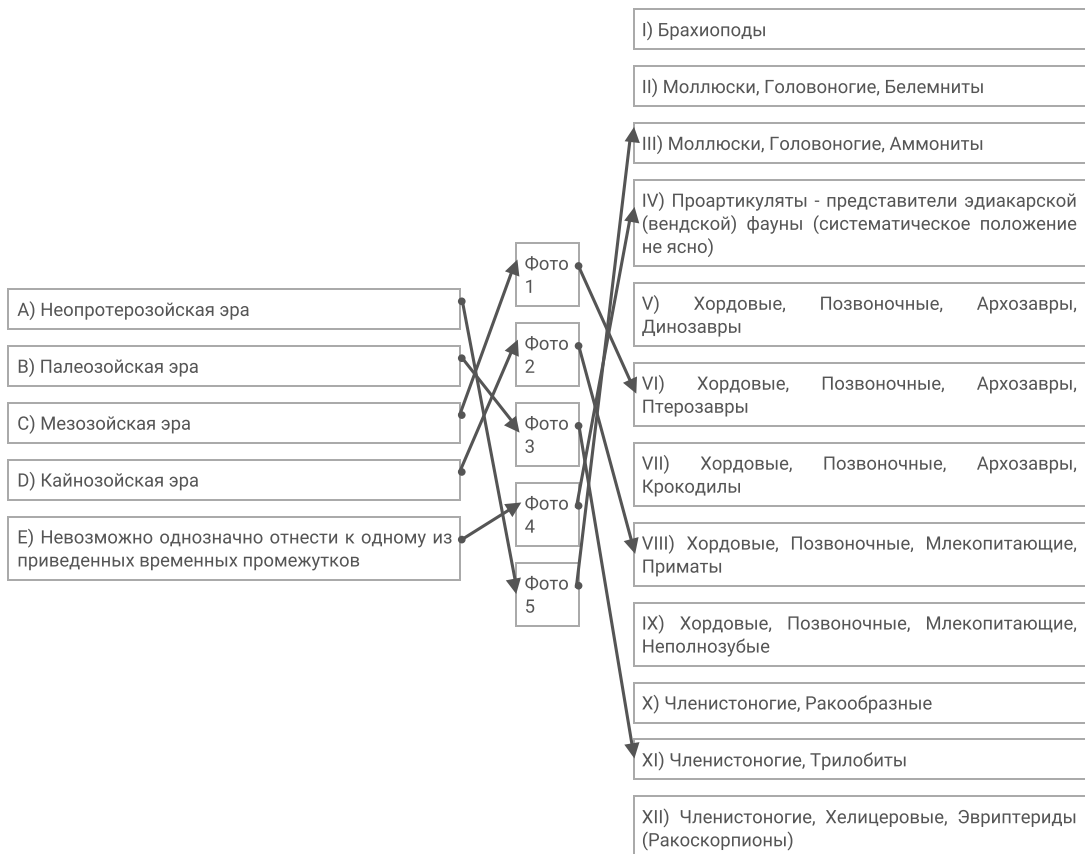 А) Неопротерозойская эра
В) Палеозойская эра
С) Мезозойская эра
D) Кайнозойская эра
Е) Невозможно однозначно отнести к одному из
приведенных временных промежутков
Фото
1
Фото
2
Фото
3
Фото
4
Фото
5
I) Брахиоподы
II) Моллюски, Головоногие, Белемниты
III) Моллюски, Головоногие, Аммониты
IV) Проартикуляты - представители эдиакарской
(вендской) фауны (систематическое положение
не ясно)
V) Хордовые, Позвоночные, Архозавры,
Динозавры
VI) Хордовые, Позвоночные, Архозавры,
Птерозавры
VII) Хордовые, Позвоночные, Архозавры,
Крокодилы
VIII) Хордовые, Позвоночные, Млекопитающие,
Приматы
IX) Хордовые, Позвоночные, Млекопитающие,
Неполнозубые
X) Членистоногие, Ракообразные
XI) Членистоногие, Трилобиты
XII) Членистоногие, Хелицеровые, Эвриптериды
(Ракоскорпионы)